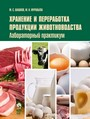 ХРАНЕНИЕ И ПЕРЕРАБОТКА
ПРОДУКЦИИ ЖИВОТНОВОДСТВА
Лабораторный практикум